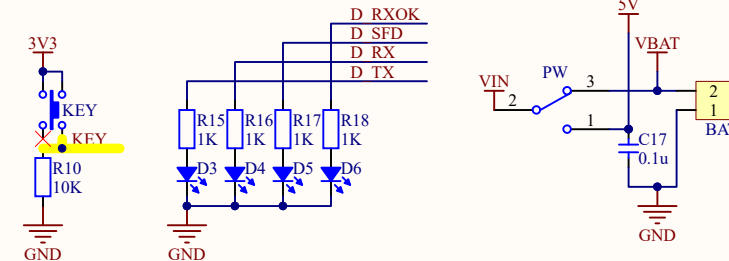 3V3
KEY
KEY
R10
10K
GND
D_RXOK
D_SFD
D_RX
D_TX
R15
1K
R16
1K
R17
1K
R18
1K
D3
D4
D5
D6
GND
5V
VBAT
VIN
PW
3
2
1
2
1
BA
C17
0.1u
GND